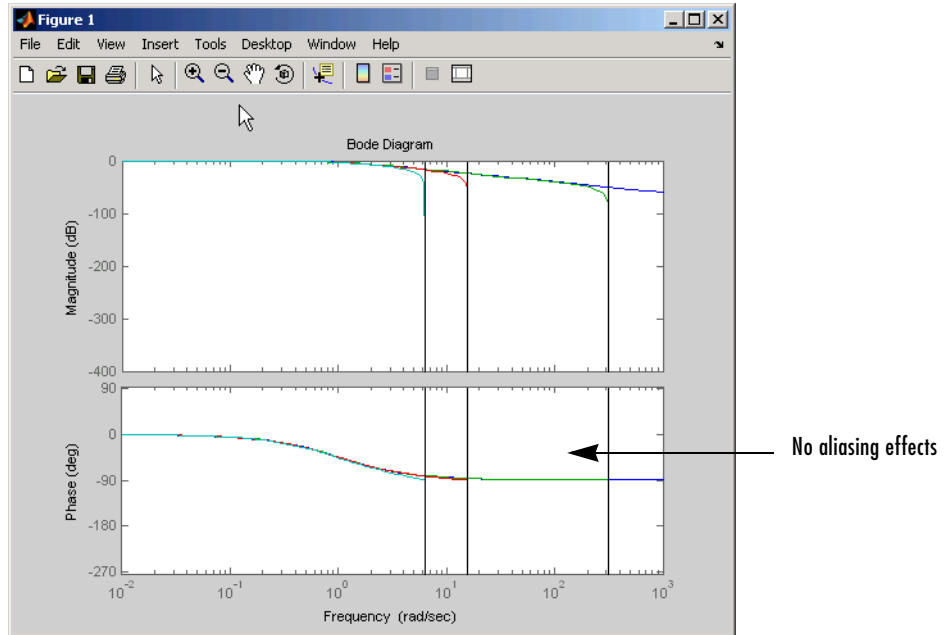 Figure 1
File Edit View Insert Tools Desktop Window Help
Bode Diagram
Magnitude (dB)
0
-100
-200
-300
-400
Phase (deg)
90
0
-90
-180
-270
10^-2 10^-1 10^0 10^1 10^2 10^3
Frequency (rad/sec)
No aliasing effects